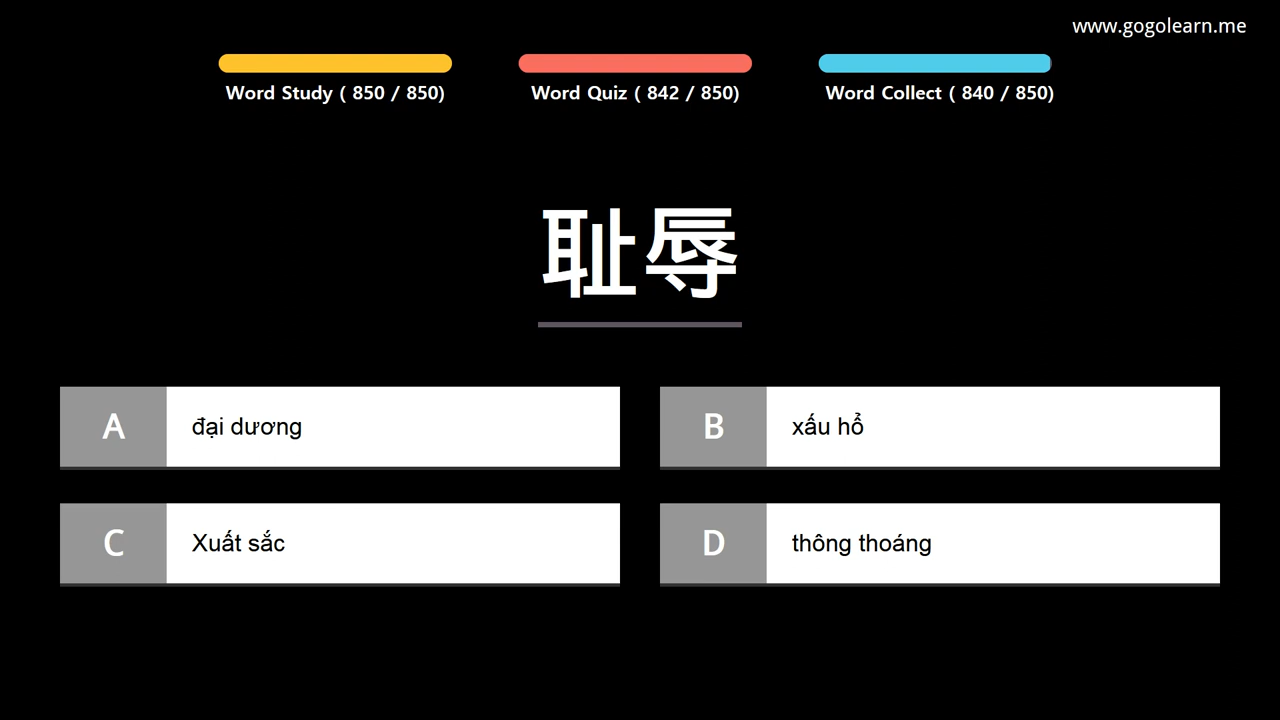 www.gogolearn.me
Word Study ( 850 / 850)
Word Quiz ( 842 / 850)
Word Collect ( 840 / 850)
耻辱
A đại dương
B xấu hổ
C Xuất sắc
D thông thoáng